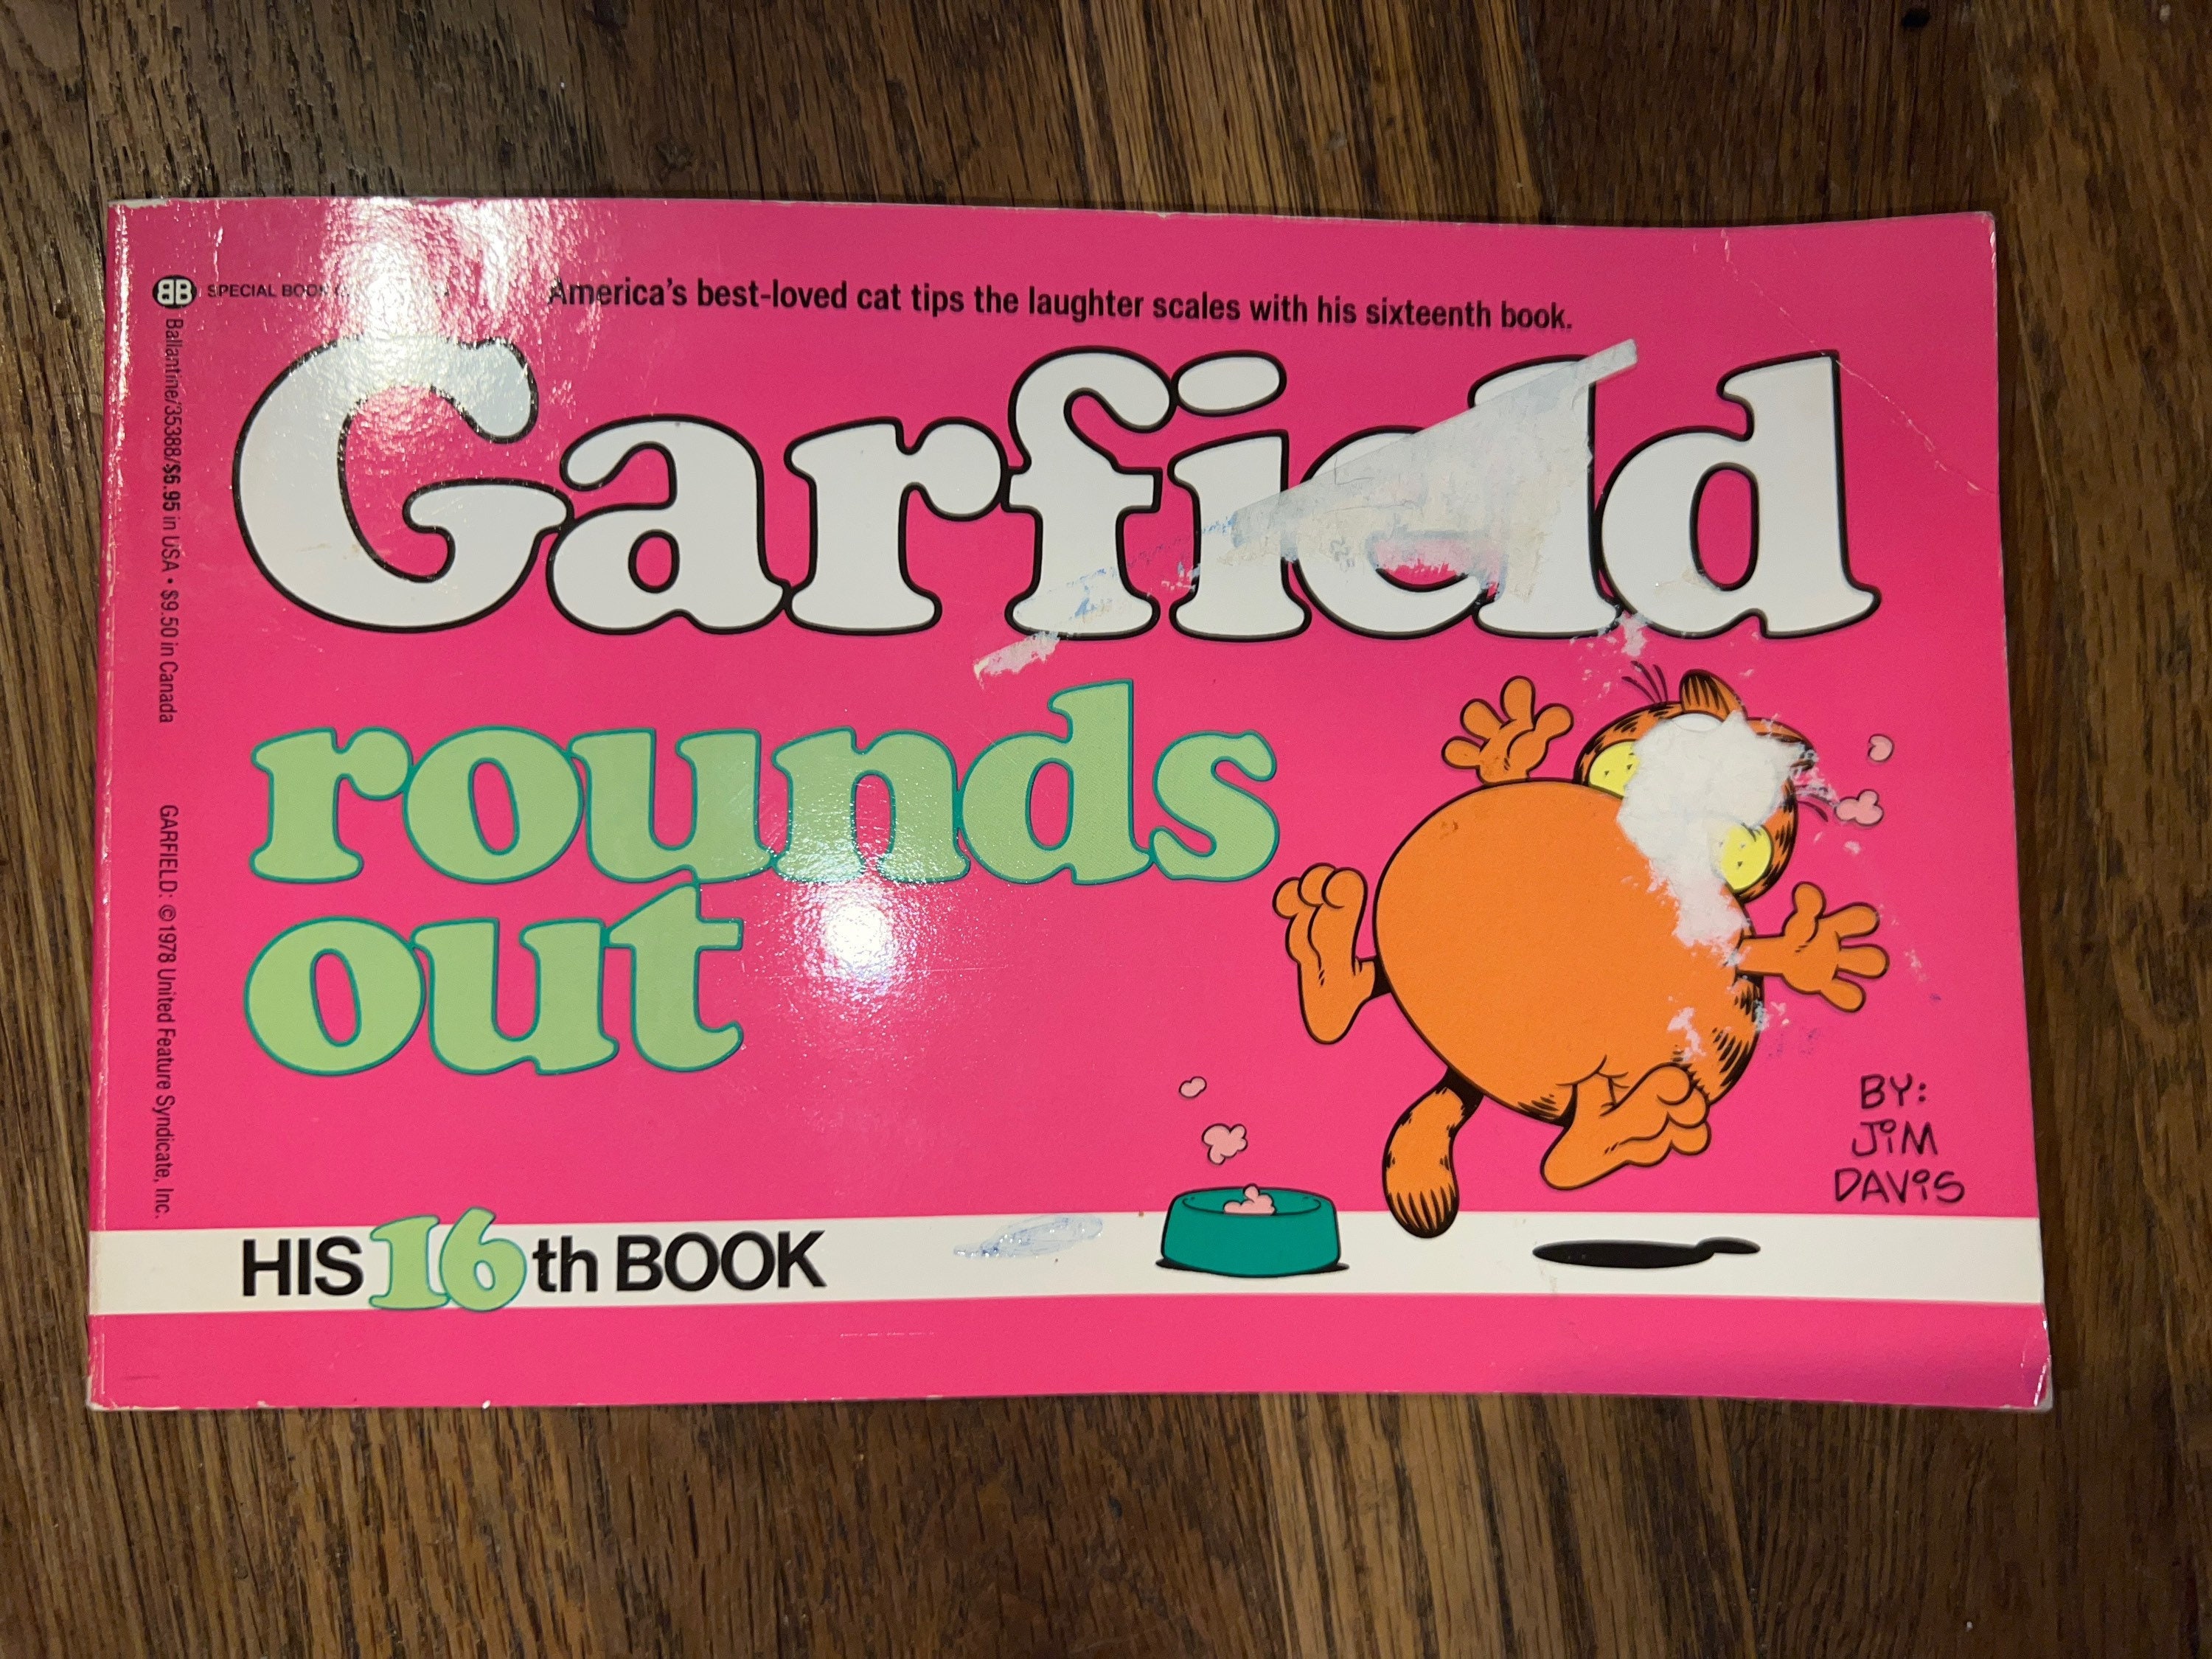 BB SPECIAL BOOK
America's best-loved cat tips the laughter scales with his sixteenth book.
Ballantine/35388/$6.95 in USA • $9.50 in Canada
GARFIELD: ©1978 United Feature Syndicate, Inc.
Garfield
rounds
out
BY:
JIM
DAVIS
HIS 16th BOOK